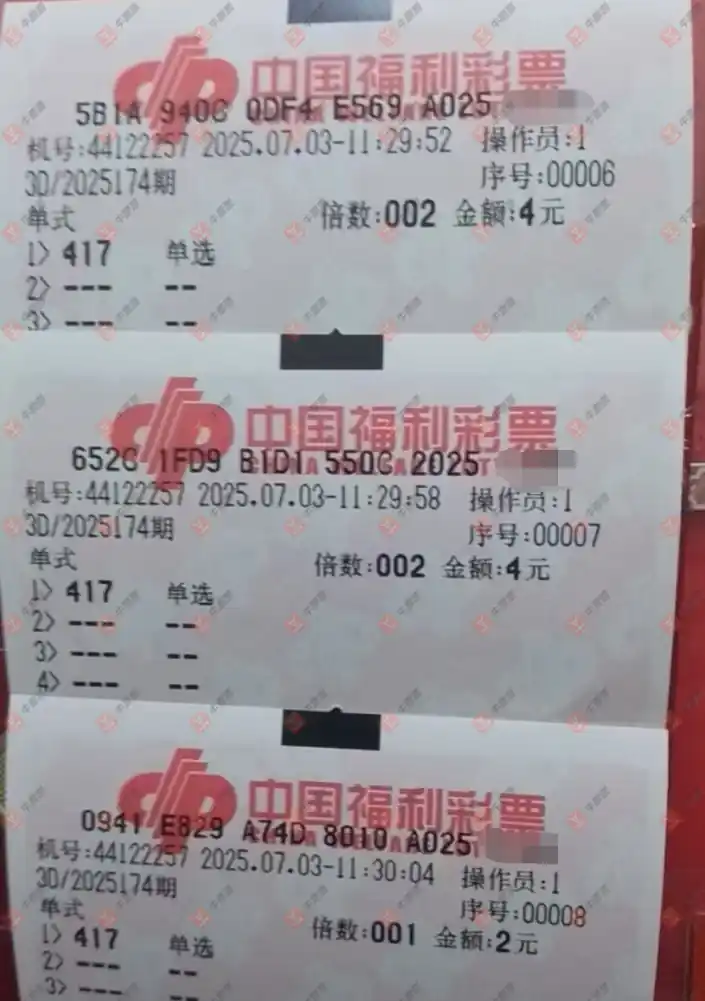 中国福利彩票
5B1A 940C 0DF4 E569 A025
机号:44122257 2025.07.03-11:29:52 操作员:1
3D/2025174期 序号:00006
单式 倍数:002 金额:4元
1> 417 单选
2> --- --
3> --- --
中国福利彩票
652C 1FD9 B1D1 550C 2025
机号:44122257 2025.07.03-11:29:58 操作员:1
3D/2025174期 序号:00007
单式 倍数:002 金额:4元
1> 417 单选
2> --- --
3> --- --
4> --- --
中国福利彩票
0941 E829 A74D 8010 A025
机号:44122257 2025.07.03-11:30:04 操作员:1
3D/2025174期 序号:00008
单式 倍数:001 金额:2元
1> 417 单选
2> --- --
3> --- --